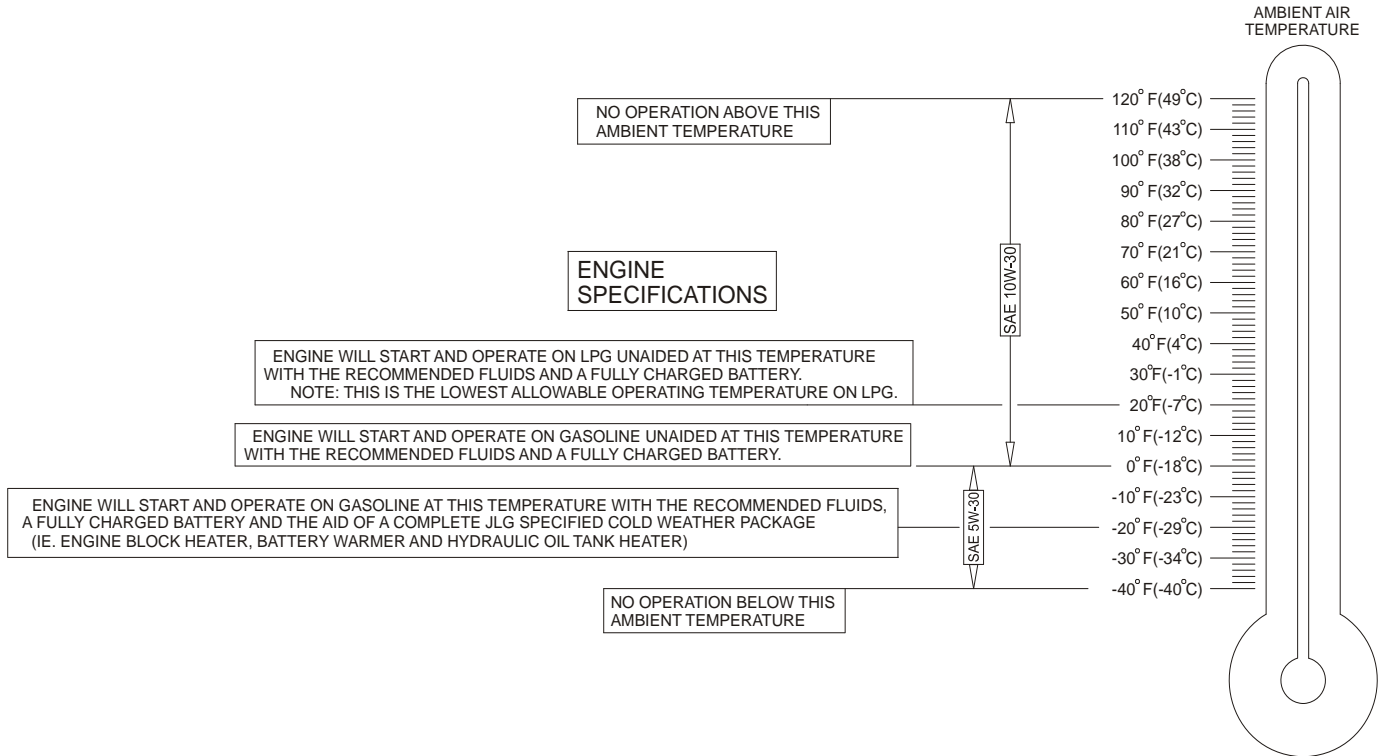 AMBIENT AIR
TEMPERATURE
NO OPERATION ABOVE THIS
AMBIENT TEMPERATURE
120° F(49°C)
110° F(43°C)
100° F(38°C)
90° F(32°C)
80° F(27°C)
70° F(21°C)
60° F(16°C)
50° F(10°C)
40°F(4°C)
30°F(-1°C)
20°F(-7°C)
10°F(-12°C)
0°F(-18°C)
-10°F(-23°C)
-20°F(-29°C)
-30°F(-34°C)
-40°F(-40°C)
SAE 10W-30
ENGINE
SPECIFICATIONS
ENGINE WILL START AND OPERATE ON LPG UNAIDED AT THIS TEMPERATURE
WITH THE RECOMMENDED FLUIDS AND A FULLY CHARGED BATTERY.
NOTE: THIS IS THE LOWEST ALLOWABLE OPERATING TEMPERATURE ON LPG.
ENGINE WILL START AND OPERATE ON GASOLINE UNAIDED AT THIS TEMPERATURE
WITH THE RECOMMENDED FLUIDS AND A FULLY CHARGED BATTERY.
SAE 5W-30
ENGINE WILL START AND OPERATE ON GASOLINE AT THIS TEMPERATURE WITH THE RECOMMENDED FLUIDS,
A FULLY CHARGED BATTERY AND THE AID OF A COMPLETE JLG SPECIFIED COLD WEATHER PACKAGE
(IE. ENGINE BLOCK HEATER, BATTERY WARMER AND HYDRAULIC OIL TANK HEATER)
NO OPERATION BELOW THIS
AMBIENT TEMPERATURE